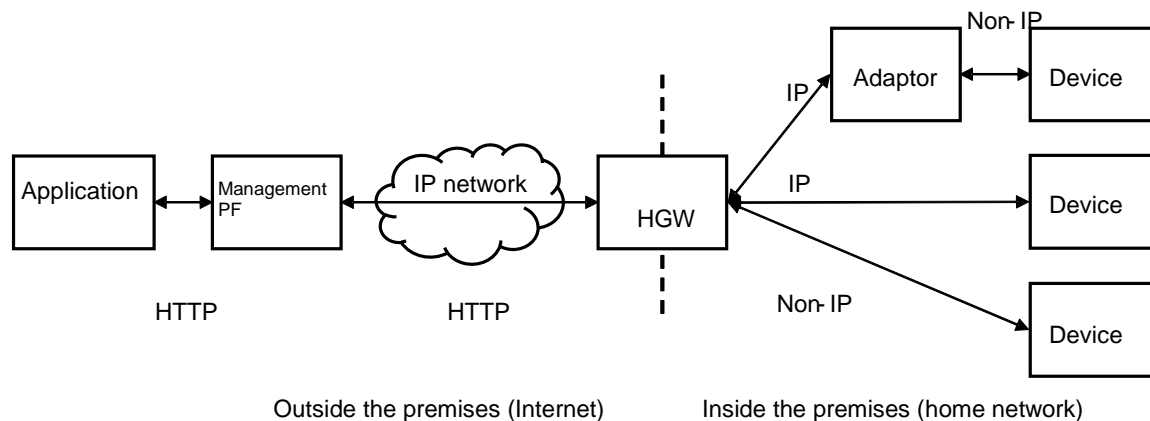 Non- IP
Adaptor
Device
IP
Application
Management
PF
IP network
HGW
IP
Device
HTTP
HTTP
Non- IP
Device
Outside the premises (Internet)
Inside the premises (home network)